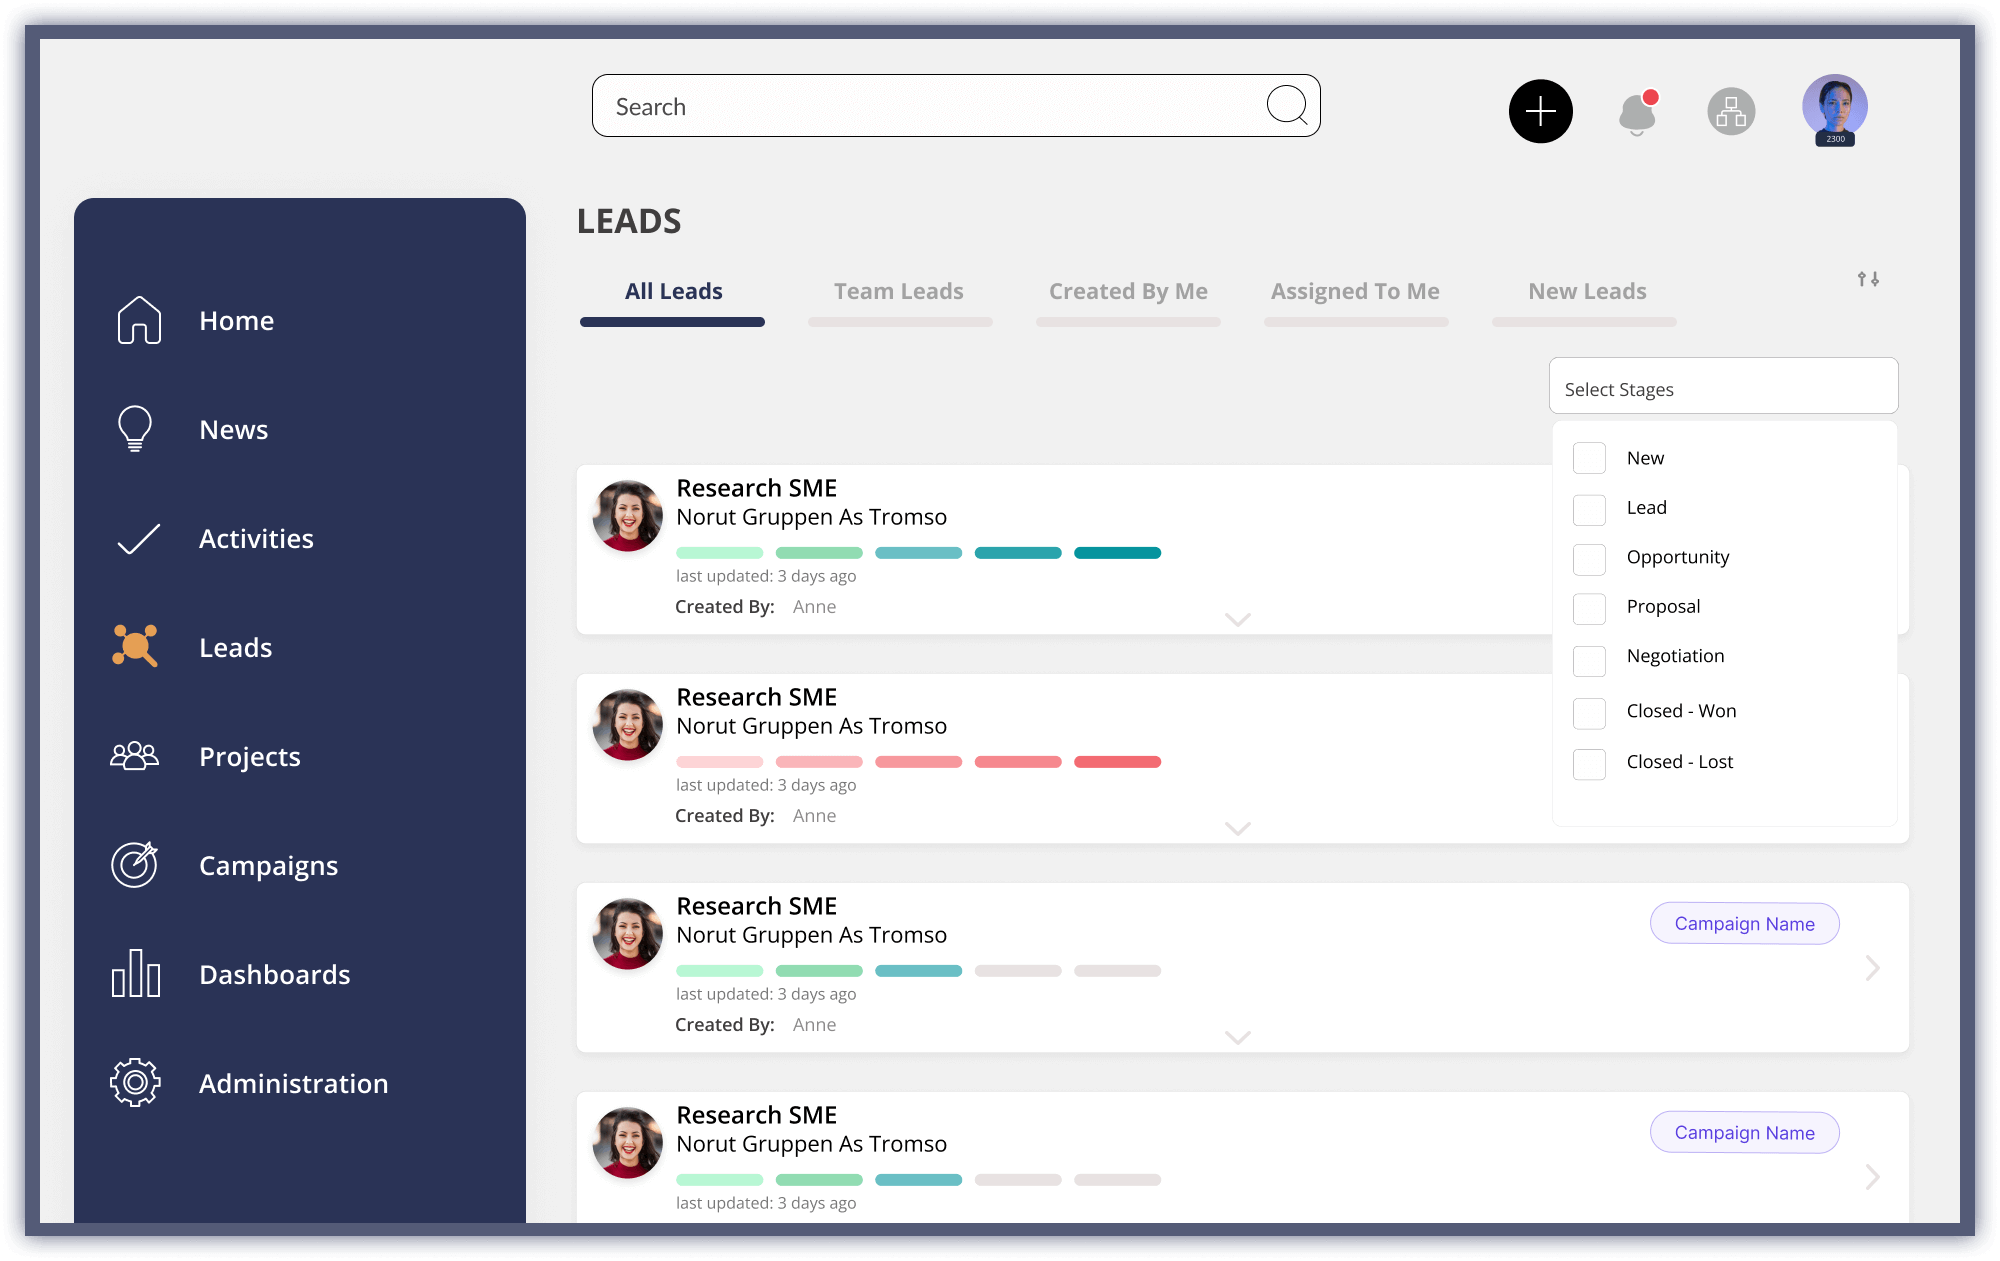 Search
2300
LEADS
All Leads
Team Leads
Created By Me
Assigned To Me
New Leads
Home
News
Activities
Leads
Projects
Campaigns
Dashboards
Administration
Select Stages
New
Lead
Opportunity
Proposal
Negotiation
Closed - Won
Closed - Lost
Research SME
Norut Gruppen As Tromso
last updated: 3 days ago
Created By: Anne
Research SME
Norut Gruppen As Tromso
last updated: 3 days ago
Created By: Anne
Research SME
Norut Gruppen As Tromso
Campaign Name
last updated: 3 days ago
Created By: Anne
Research SME
Norut Gruppen As Tromso
Campaign Name
last updated: 3 days ago